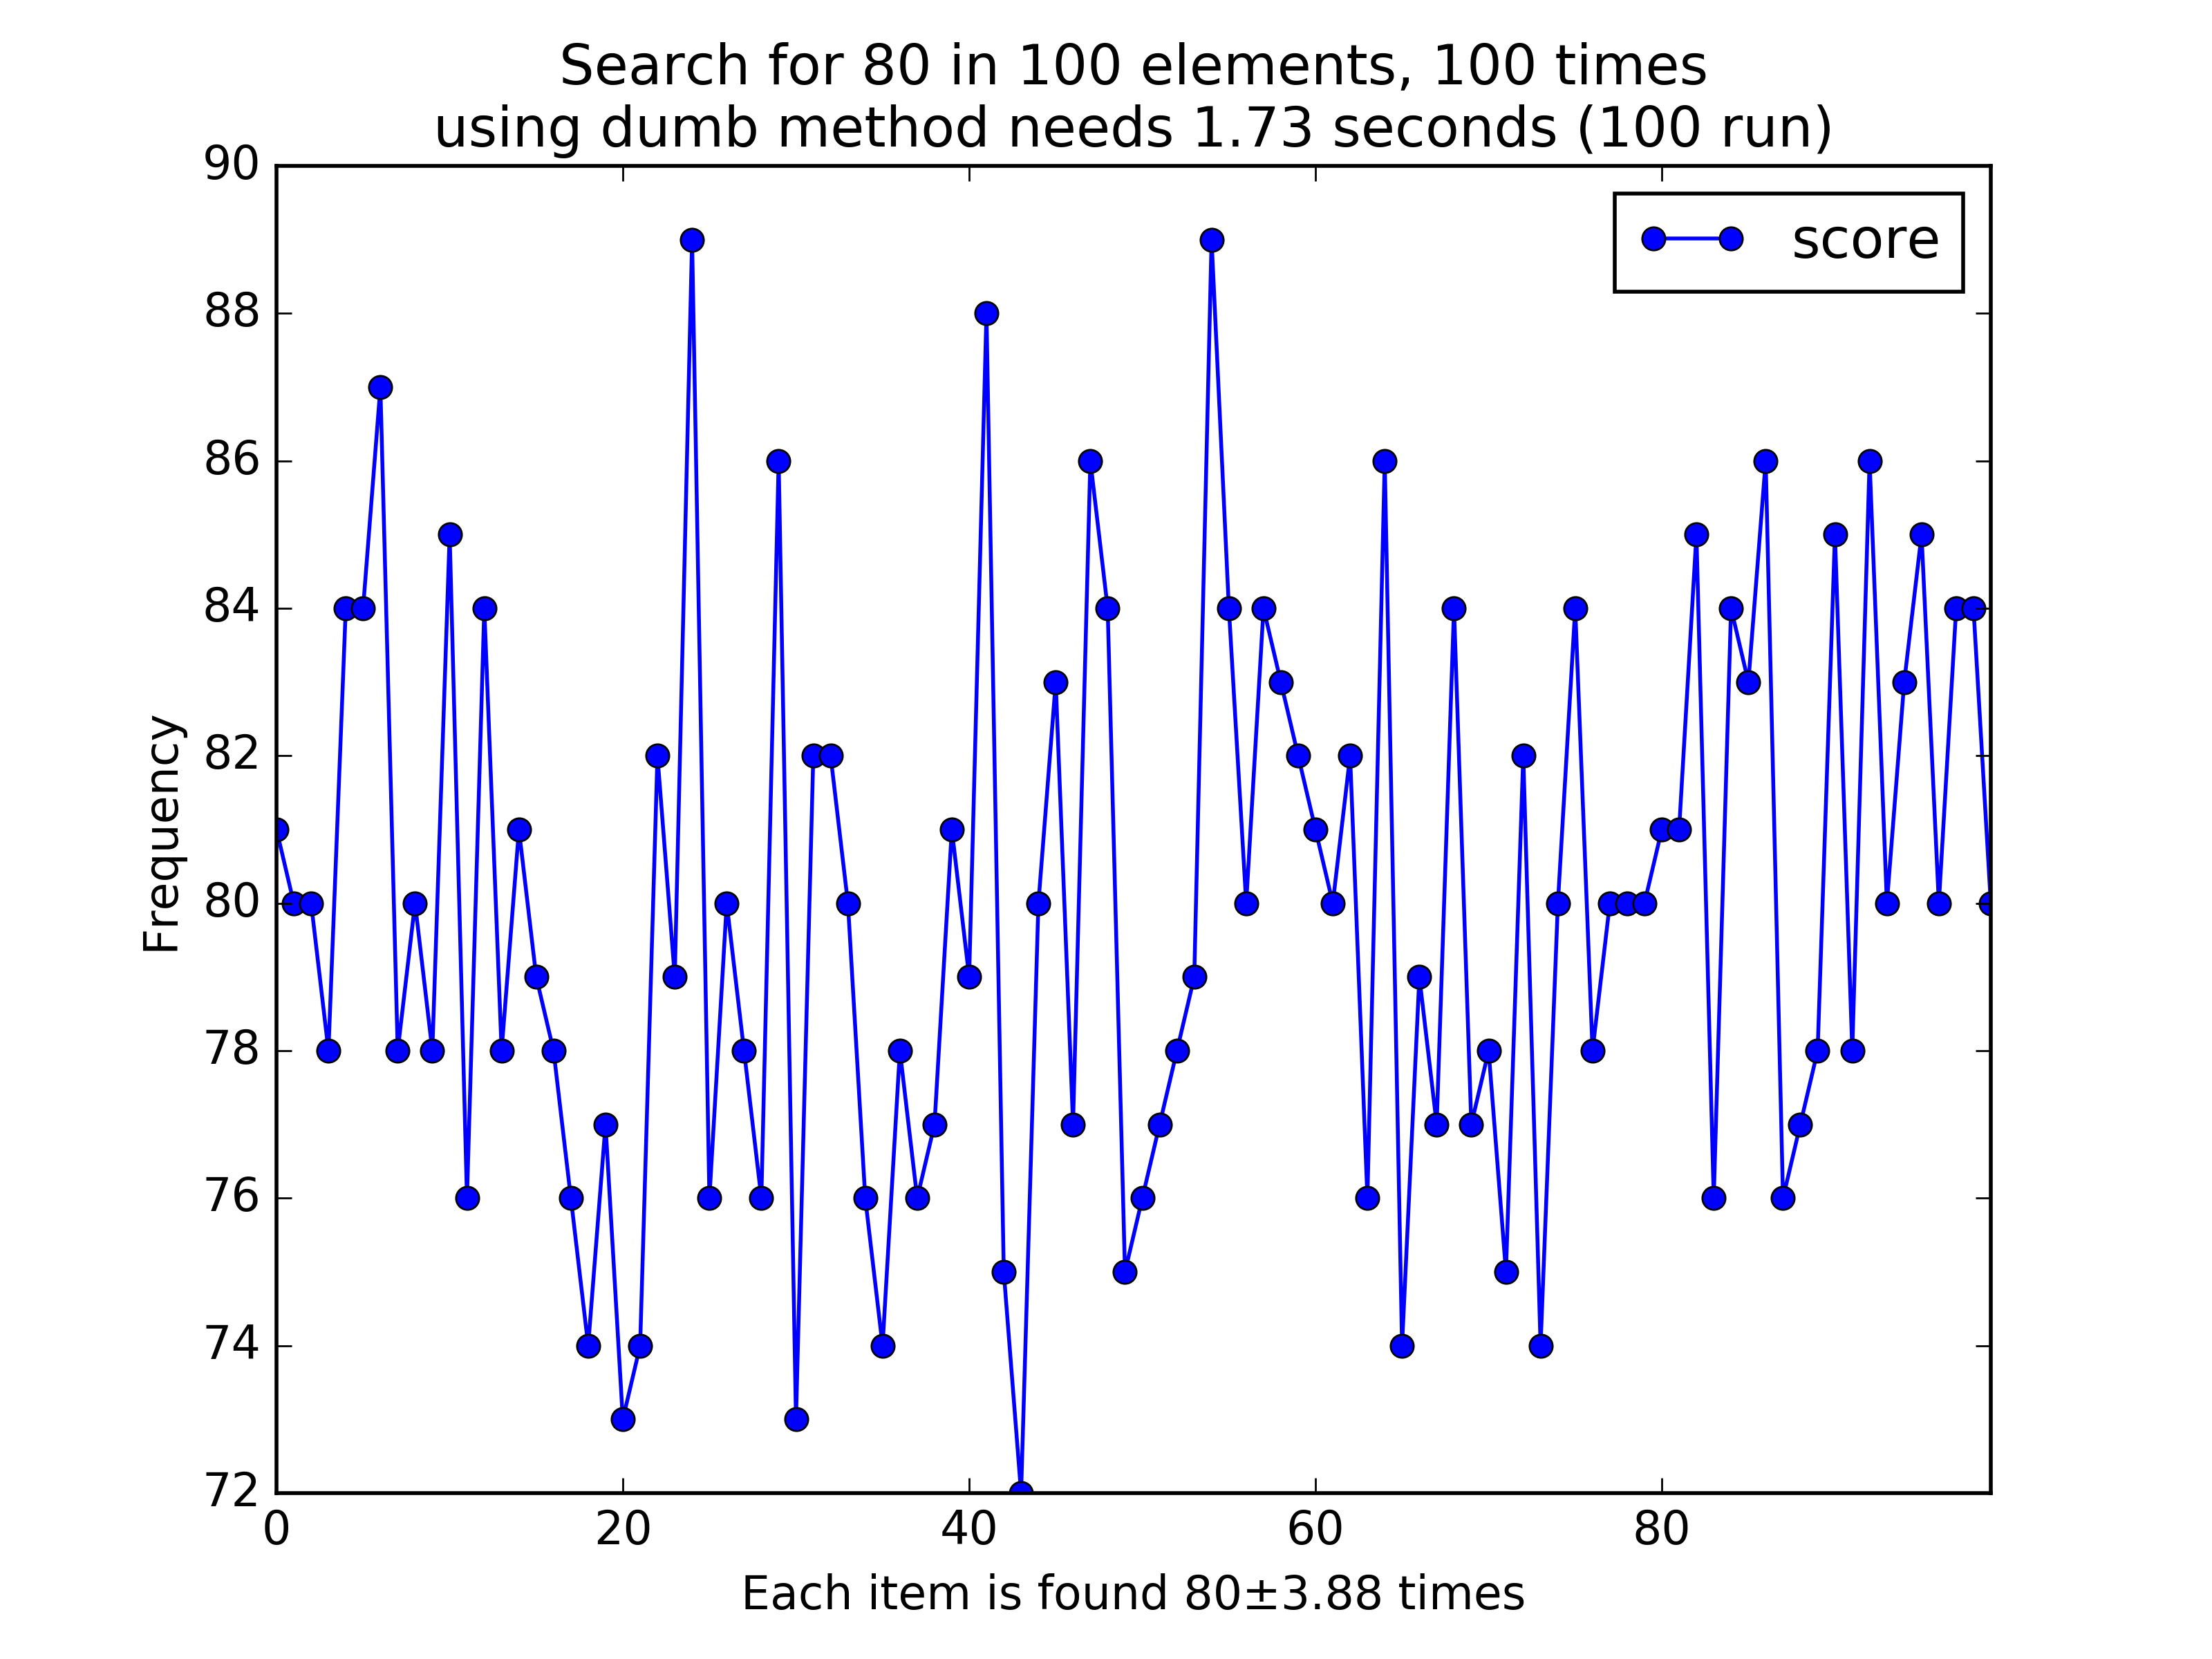 Search for 80 in 100 elements, 100 times
using dumb method needs 1.73 seconds (100 run)
90
88
86
84
82
80
78
76
74
72
Frequency
score
0 20 40 60 80
Each item is found 80±3.88 times